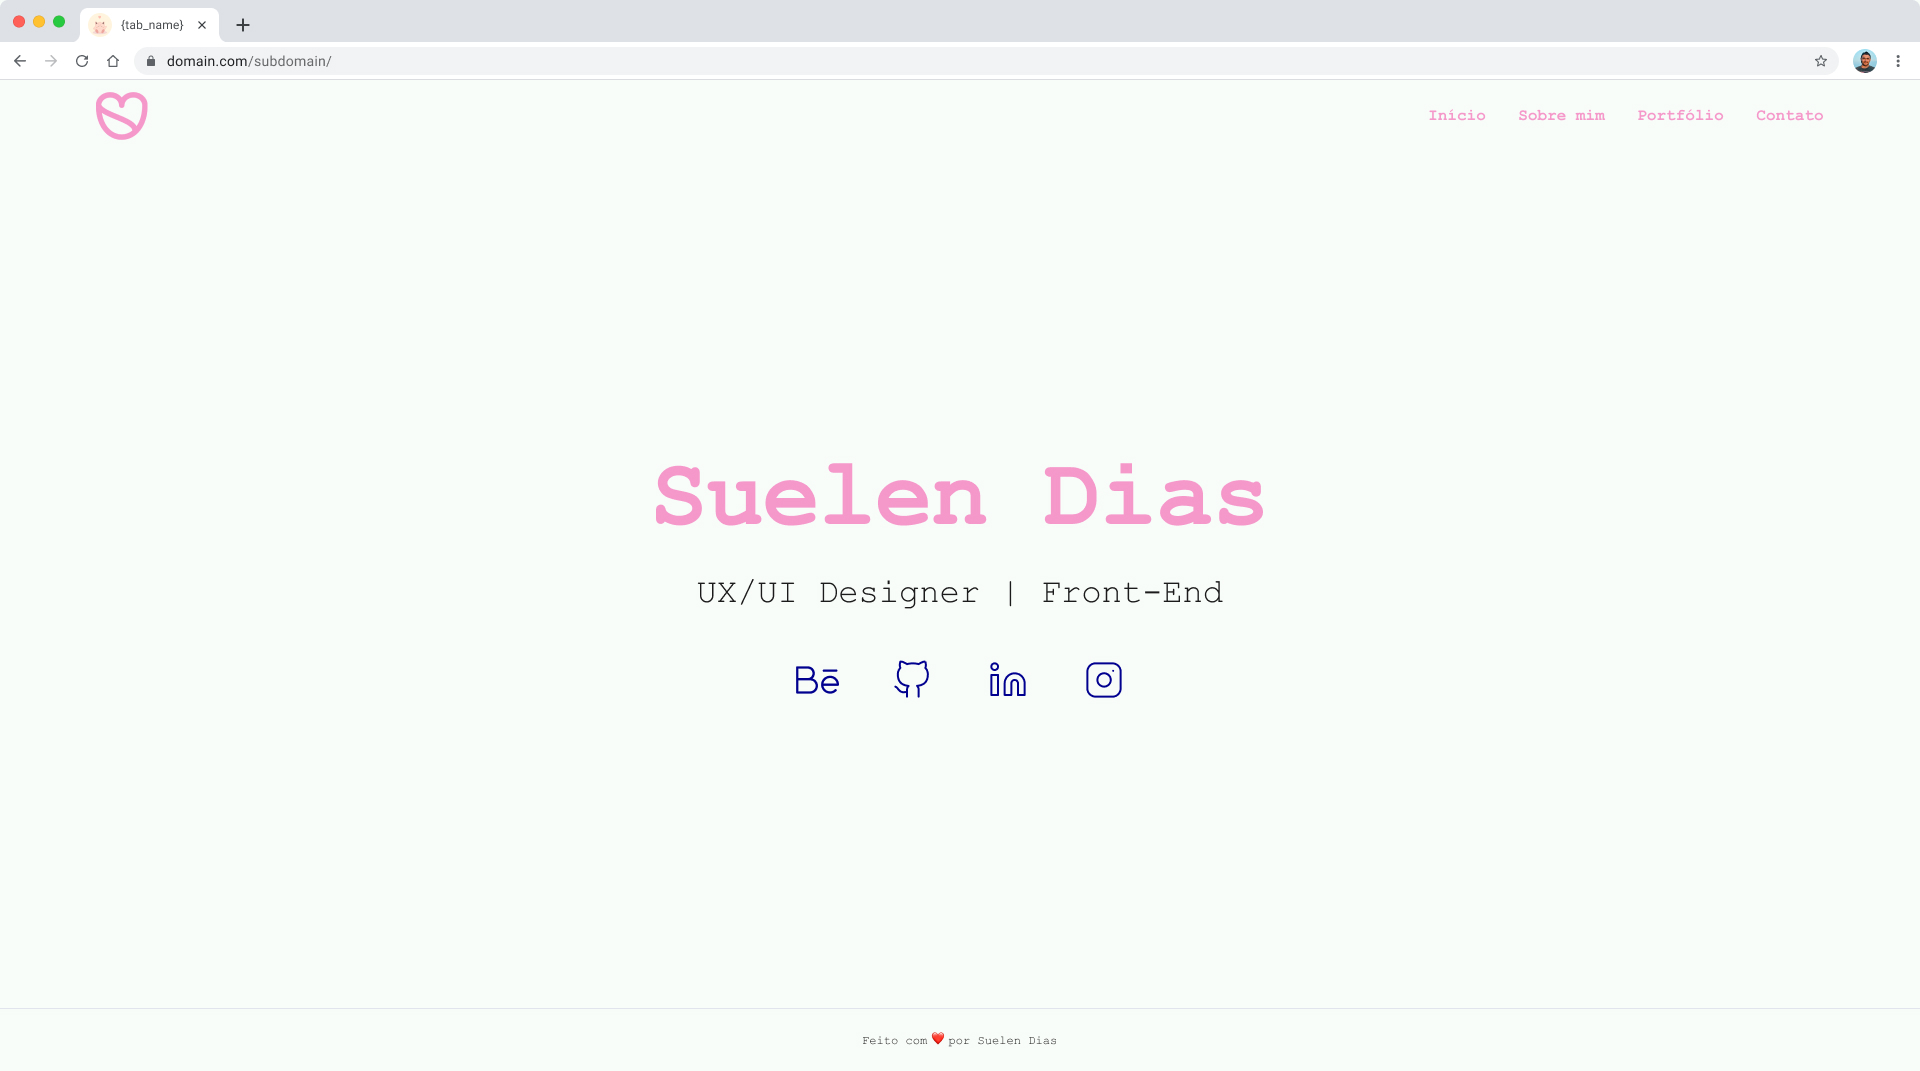 {tab_name}
domain.com/subdomain/
Início Sobre mim Portfólio Contato
Suelen Dias
UX/UI Designer | Front-End
Bē in
Feito com ❤️ por Suelen Dias